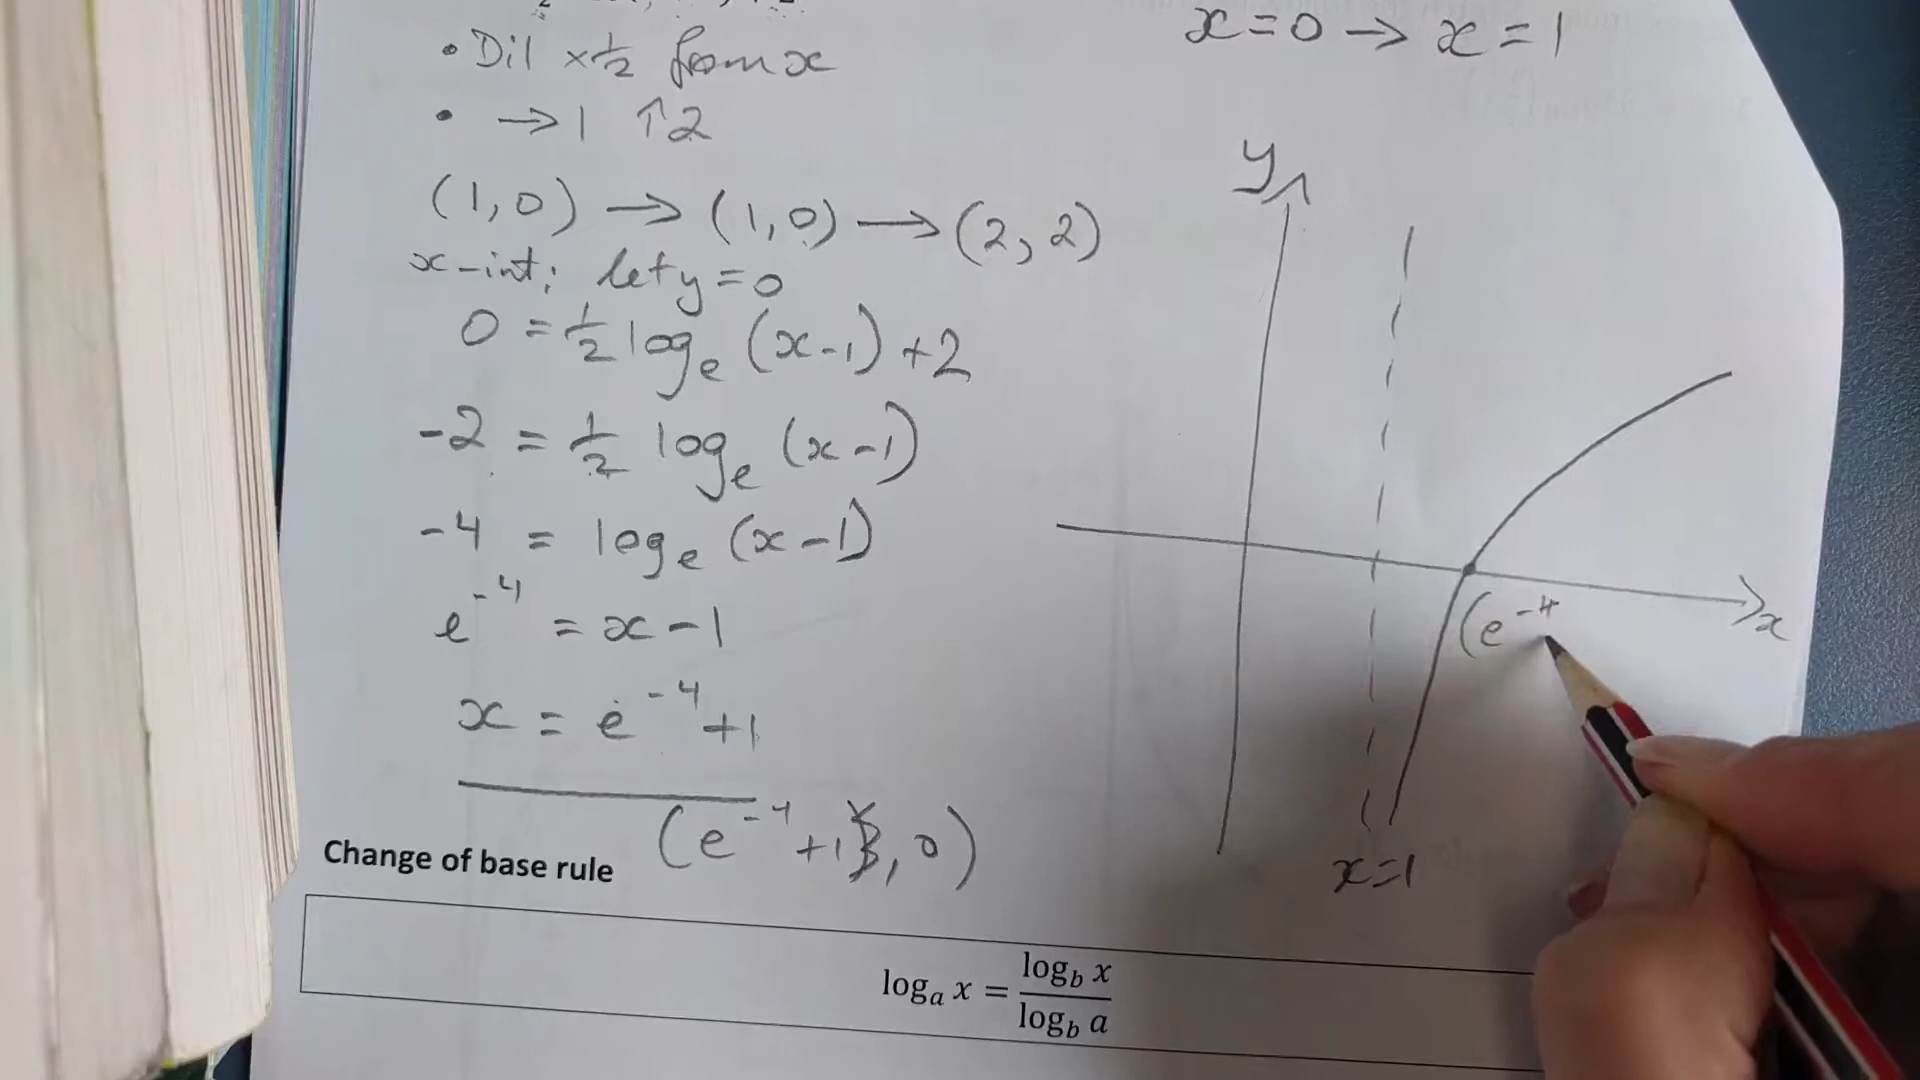 • Dil ×½ from x
• → 1 ↑2
(1,0) → (1,0) → (2,2)
x-int: let y=0
0 = ½ logₑ (x-1) +2
-2 = ½ logₑ (x-1)
-4 = logₑ (x-1)
e⁻⁴ = x-1
x = e⁻⁴+1
(e⁻⁴+1, 0)
x=0 → x=1
y
x
(e⁻⁴
x=1
Change of base rule
logₐ x = log_b x / log_b a